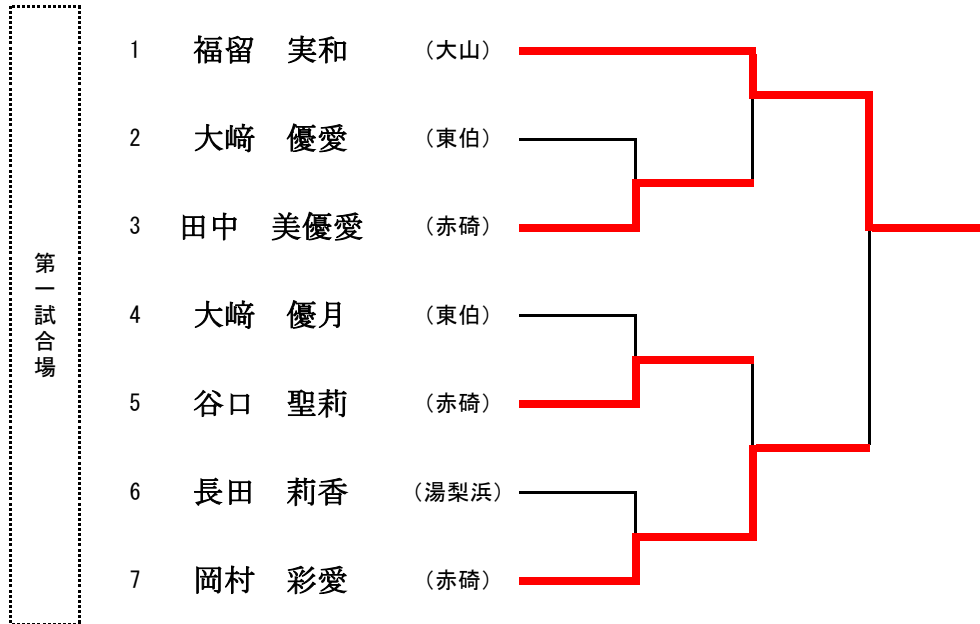 第一試合場
1 福留 実和 （大山）
2 大﨑 優愛 （東伯）
3 田中 美優愛 （赤碕）
4 大﨑 優月 （東伯）
5 谷口 聖莉 （赤碕）
6 長田 莉香 （湯梨浜）
7 岡村 彩愛 （赤碕）